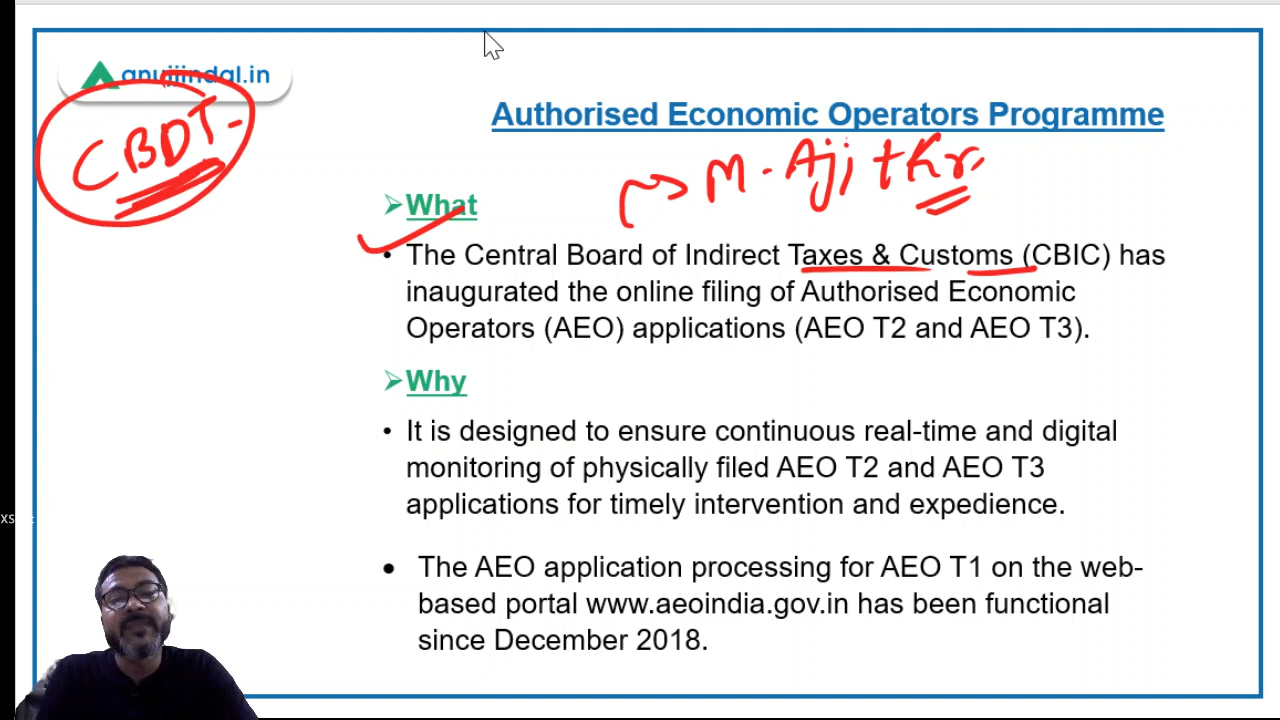 anujjindal.in
CBDT
Authorised Economic Operators Programme
M. Ajit Kr.
➢What
• The Central Board of Indirect Taxes & Customs (CBIC) has
inaugurated the online filing of Authorised Economic
Operators (AEO) applications (AEO T2 and AEO T3).
➢Why
• It is designed to ensure continuous real-time and digital
monitoring of physically filed AEO T2 and AEO T3
applications for timely intervention and expedience.
• The AEO application processing for AEO T1 on the web-
based portal www.aeoindia.gov.in has been functional
since December 2018.